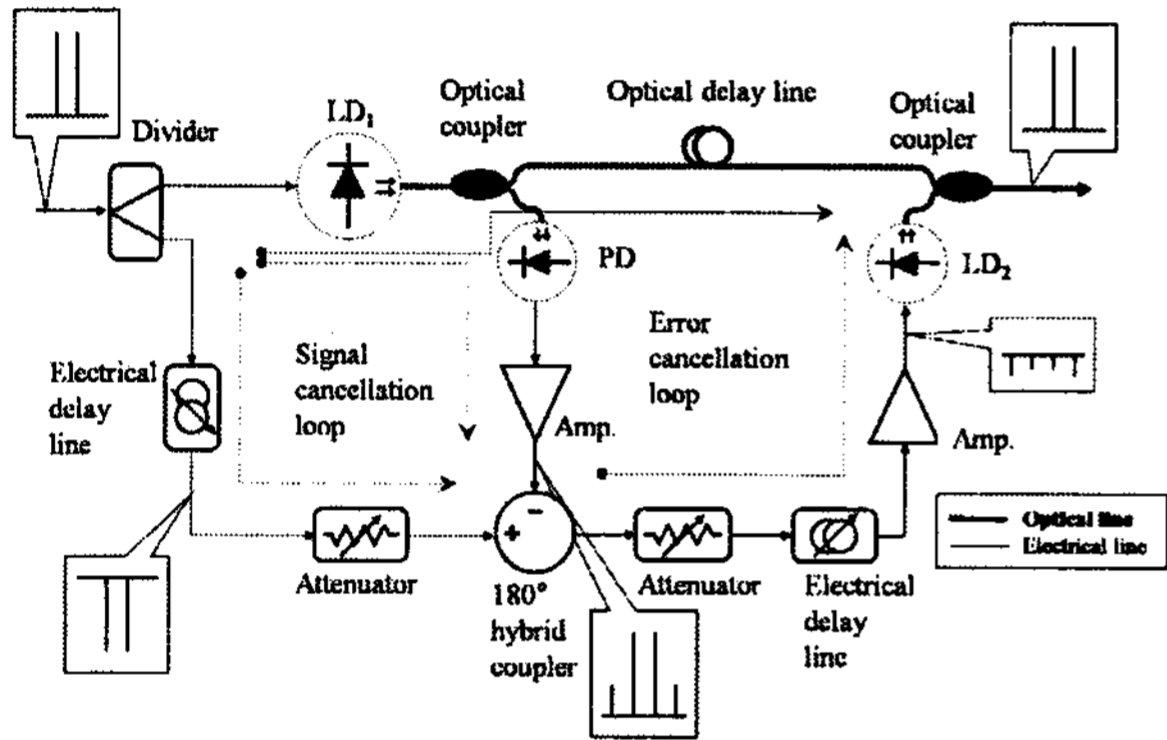 Divider
LD₁
Optical
coupler
Optical delay line
Optical
coupler
PD
LD₂
Electrical
delay
line
Signal
cancellation
loop
Error
cancellation
loop
Amp.
Amp.
Attenuator
+
-
180°
hybrid
coupler
Attenuator
Electrical
delay
line
Optical line
Electrical line